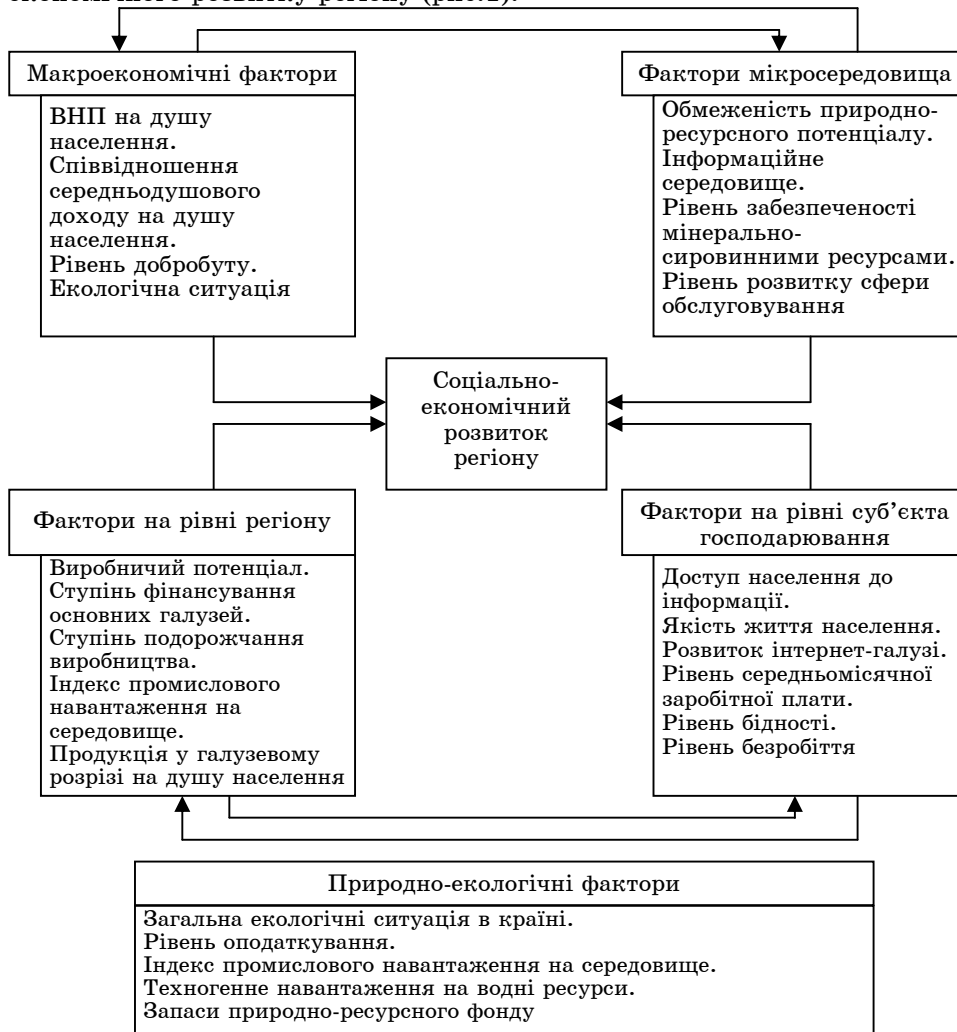 Макроекономічні фактори
ВНП на душу
населення.
Співвідношення
середньодушового
доходу на душу
населення.
Рівень добробуту.
Екологічна ситуація
Фактори мікросередовища
Обмеженість природно-
ресурсного потенціалу.
Інформаційне
середовище.
Рівень забезпеченості
мінерально-
сировинними ресурсами.
Рівень розвитку сфери
обслуговування
Соціально-
економічний
розвиток
регіону
Фактори на рівні регіону
Виробничий потенціал.
Ступінь фінансування
основних галузей.
Ступінь подорожчання
виробництва.
Індекс промислового
навантаження на
середовище.
Продукція у галузевому
розрізі на душу населення
Фактори на рівні суб’єкта
господарювання
Доступ населення до
інформації.
Якість життя населення.
Розвиток інтернет-галузі.
Рівень середньомісячної
заробітної плати.
Рівень бідності.
Рівень безробіття
Природно-екологічні фактори
Загальна екологічні ситуація в країні.
Рівень оподаткування.
Індекс промислового навантаження на середовище.
Техногенне навантаження на водні ресурси.
Запаси природно-ресурсного фонду